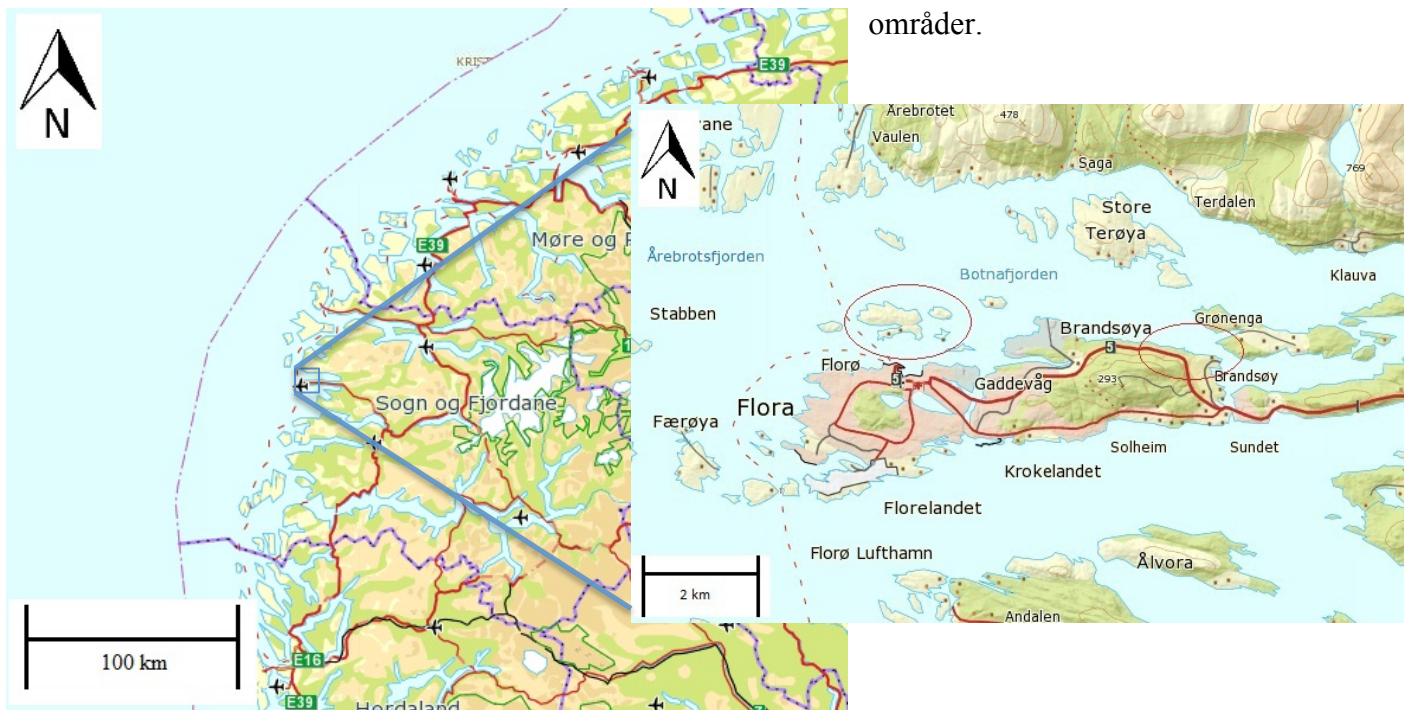 områder.
N
KRIS
E39
E39
Møre og R
Sogn og Fjordane
100 km
E16
E39
Hordaland
Årebrotet
478
Vaulen
N
Saga
769
Terdalen
Store
Terøya
Årebrotsfjorden
Botnafjorden
Klauva
Stabben
Grønenga
Brandsøya
5
Florø
5
Gaddevåg
293
Brandsøy
Flora
Færøya
Solheim
Sundet
Krokelandet
Florelandet
Florø Lufthamn
Ålvora
2 km
Andalen